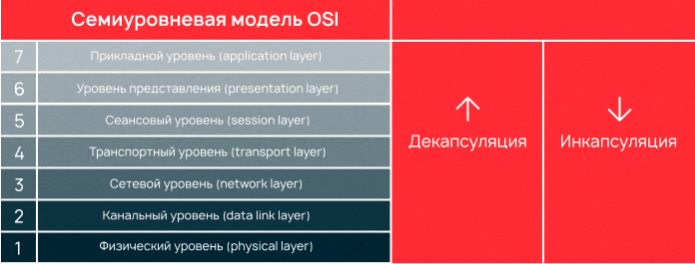 Семиуровневая модель OSI
7 Прикладной уровень (application layer)
6 Уровень представления (presentation layer)
5 Сеансовый уровень (session layer)
4 Транспортный уровень (transport layer)
3 Сетевой уровень (network layer)
2 Канальный уровень (data link layer)
1 Физический уровень (physical layer)
Декапсуляция
Инкапсуляция